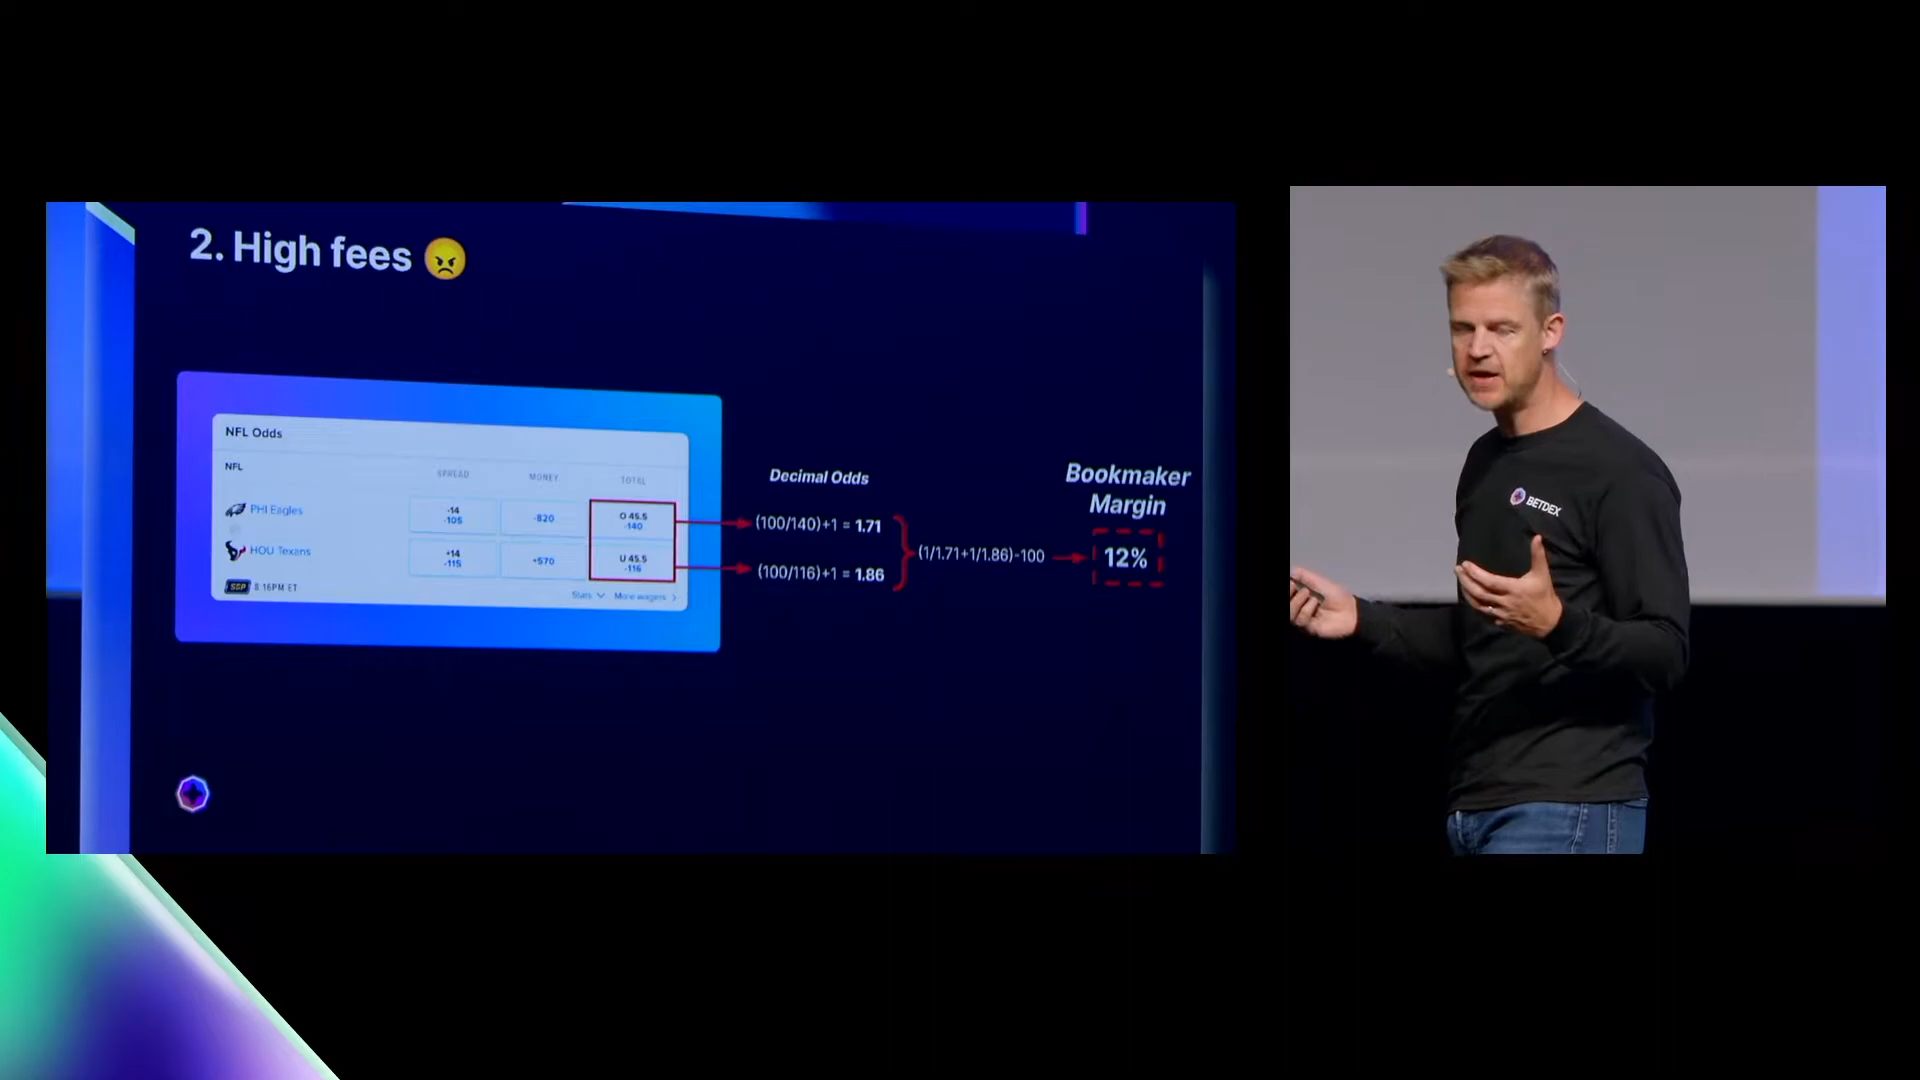 2. High fees 😠
NFL Odds
NFL
SPREAD MONEY TOTAL
PHI Eagles
-14
-105
-820
O 45.5
-140
HOU Texans
+14
-115
+570
U 45.5
-116
SGP 8:16PM ET
Stats More wagers >
Decimal Odds
(100/140)+1 = 1.71
(100/116)+1 = 1.86
(1/1.71+1/1.86)-100
Bookmaker
Margin
12%
BETDEX